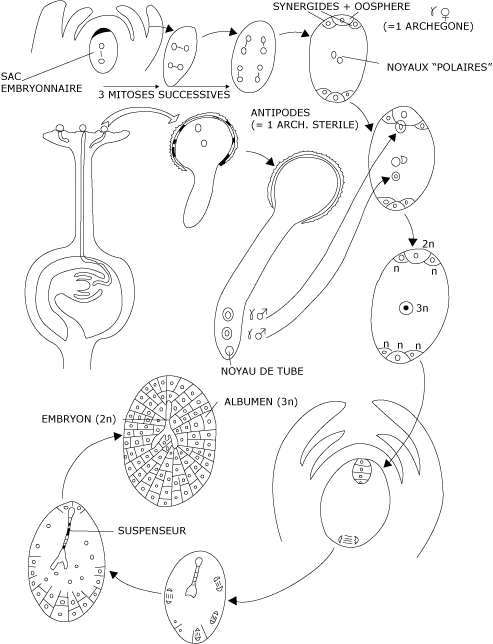 SYNERGIDES + OOSPHERE
ɣ ♀
(=1 ARCHEGONE)
NOYAUX "POLAIRES"
SAC
EMBRYONNAIRE
3 MITOSES SUCCESSIVES
ANTIPODES
(= 1 ARCH. STERILE)
2n
n n
3n
n n n
ɣ♂
ɣ♂
NOYAU DE TUBE
ALBUMEN (3n)
EMBRYON (2n)
SUSPENSEUR